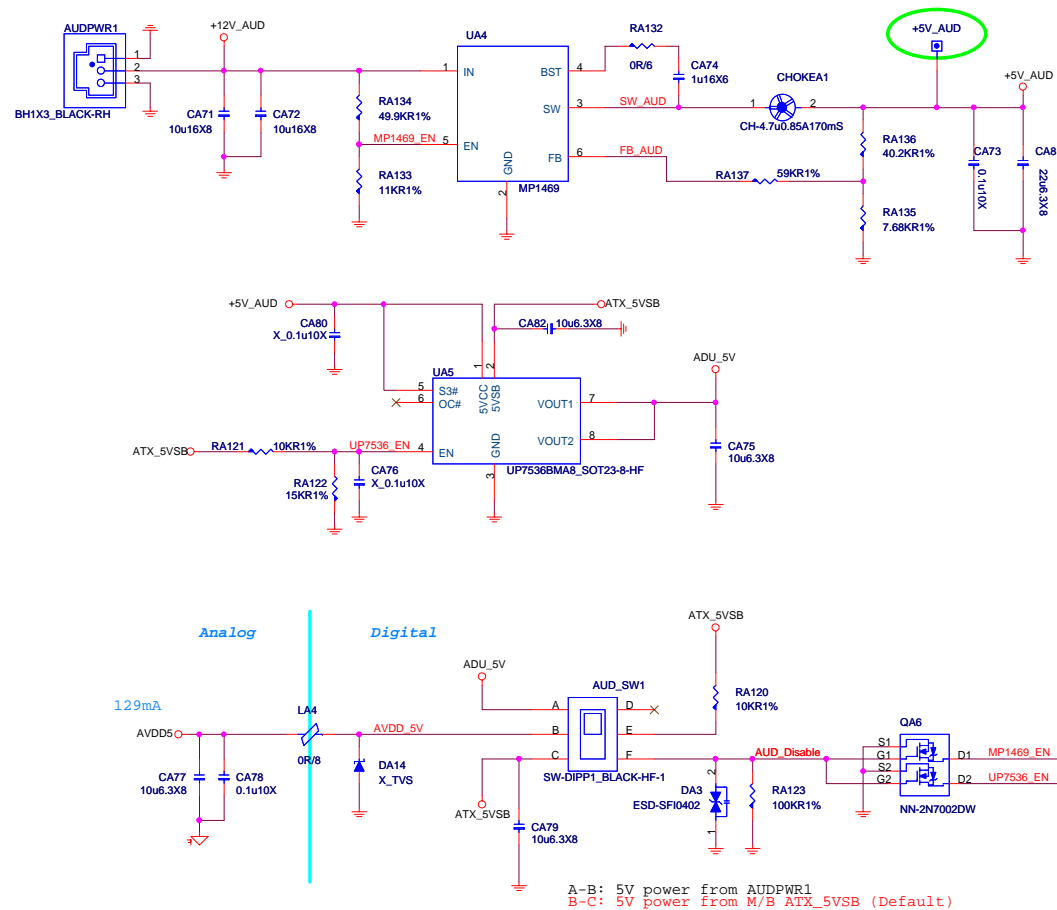 AUDPWR1
1
2
3
BH1X3_BLACK-RH
+12V_AUD
CA71
10u16X8
CA72
10u16X8
RA134
49.9KR1%
MP1469_EN
RA133
11KR1%
UA4
1
IN
5
EN
GND
2
MP1469
BST
4
SW
3
FB
6
RA132
0R/6
CA74
1u16X6
SW_AUD
FB_AUD
1
CHOKEA1
2
CH-4.7u0.85A170mS
RA137
59KR1%
RA136
40.2KR1%
RA135
7.68KR1%
+5V_AUD
+5V_AUD
CA73
0.1u10X
CA8
22u6.3X8
+5V_AUD
CA80
X_0.1u10X
ATX_5VSB
CA82
10u6.3X8
UA5
5
S3#
6
OC#
1
5VCC
2
5VSB
4
EN
GND
3
VOUT1
7
VOUT2
8
UP7536BMA8_SOT23-8-HF
ADU_5V
CA75
10u6.3X8
ATX_5VSB
RA121
10KR1%
UP7536_EN
RA122
15KR1%
CA76
X_0.1u10X
Analog
Digital
129mA
AVDD5
CA77
10u6.3X8
CA78
0.1u10X
LA4
0R/8
AVDD_5V
DA14
X_TVS
ADU_5V
AUD_SW1
A
B
C
D
E
F
SW-DIPP1_BLACK-HF-1
ATX_5VSB
CA79
10u6.3X8
ATX_5VSB
RA120
10KR1%
AUD_Disable
DA3
ESD-SFI0402
2
1
RA123
100KR1%
QA6
S1
G1
S2
G2
D1
D2
NN-2N7002DW
MP1469_EN
UP7536_EN
A-B: 5V power from AUDPWR1
B-C: 5V power from M/B ATX_5VSB (Default)